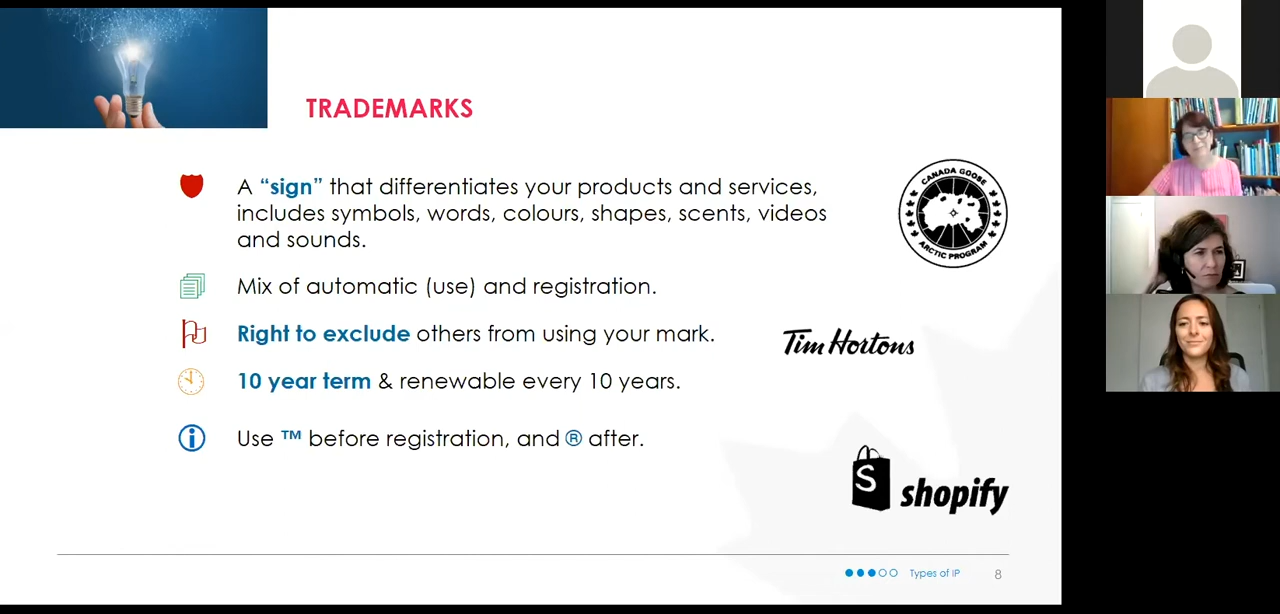 TRADEMARKS
A “sign” that differentiates your products and services,
includes symbols, words, colours, shapes, scents, videos
and sounds.
CANADA GOOSE
ARCTIC PROGRAM
Mix of automatic (use) and registration.
Right to exclude others from using your mark.
Tim Hortons
10 year term & renewable every 10 years.
Use ™ before registration, and ® after.
S shopify
Types of IP 8